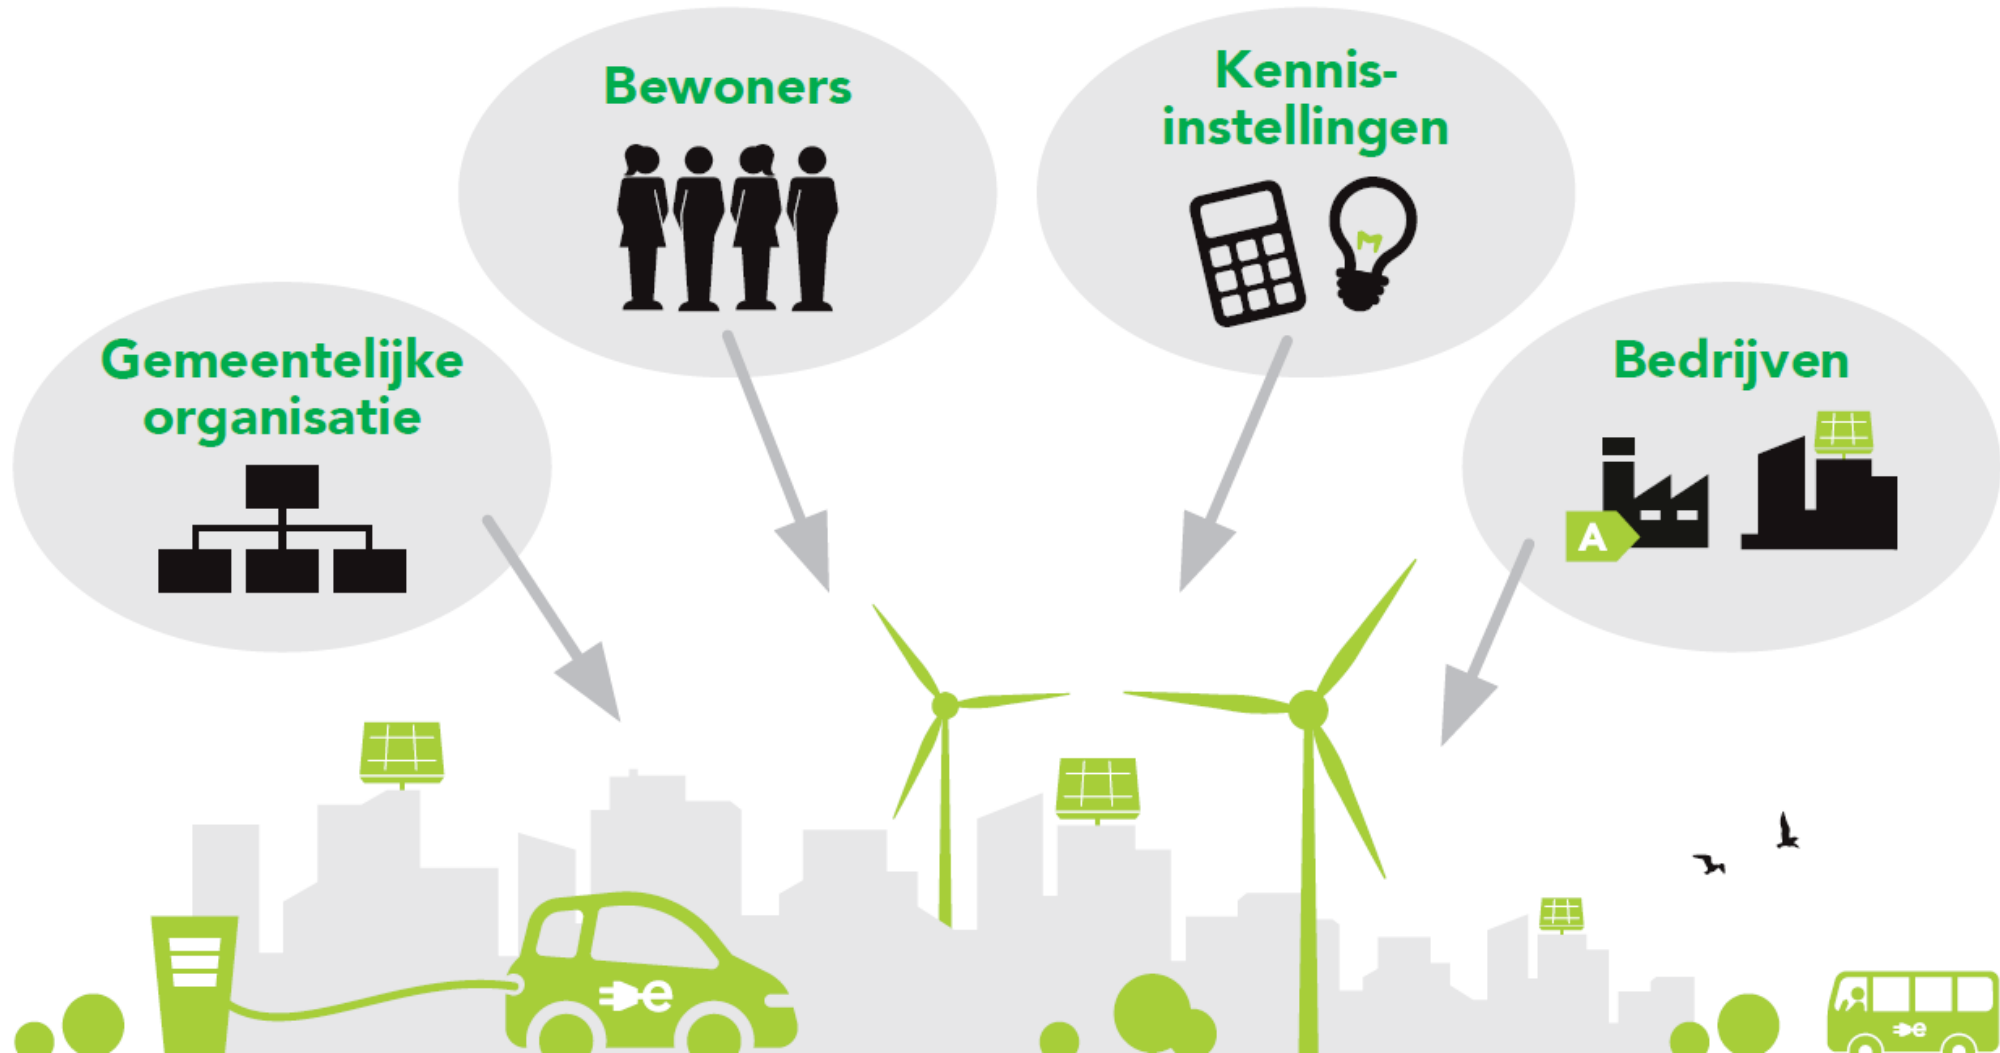 Bewoners
Kennis-
instellingen
Gemeentelijke
organisatie
Bedrijven
A
e
e